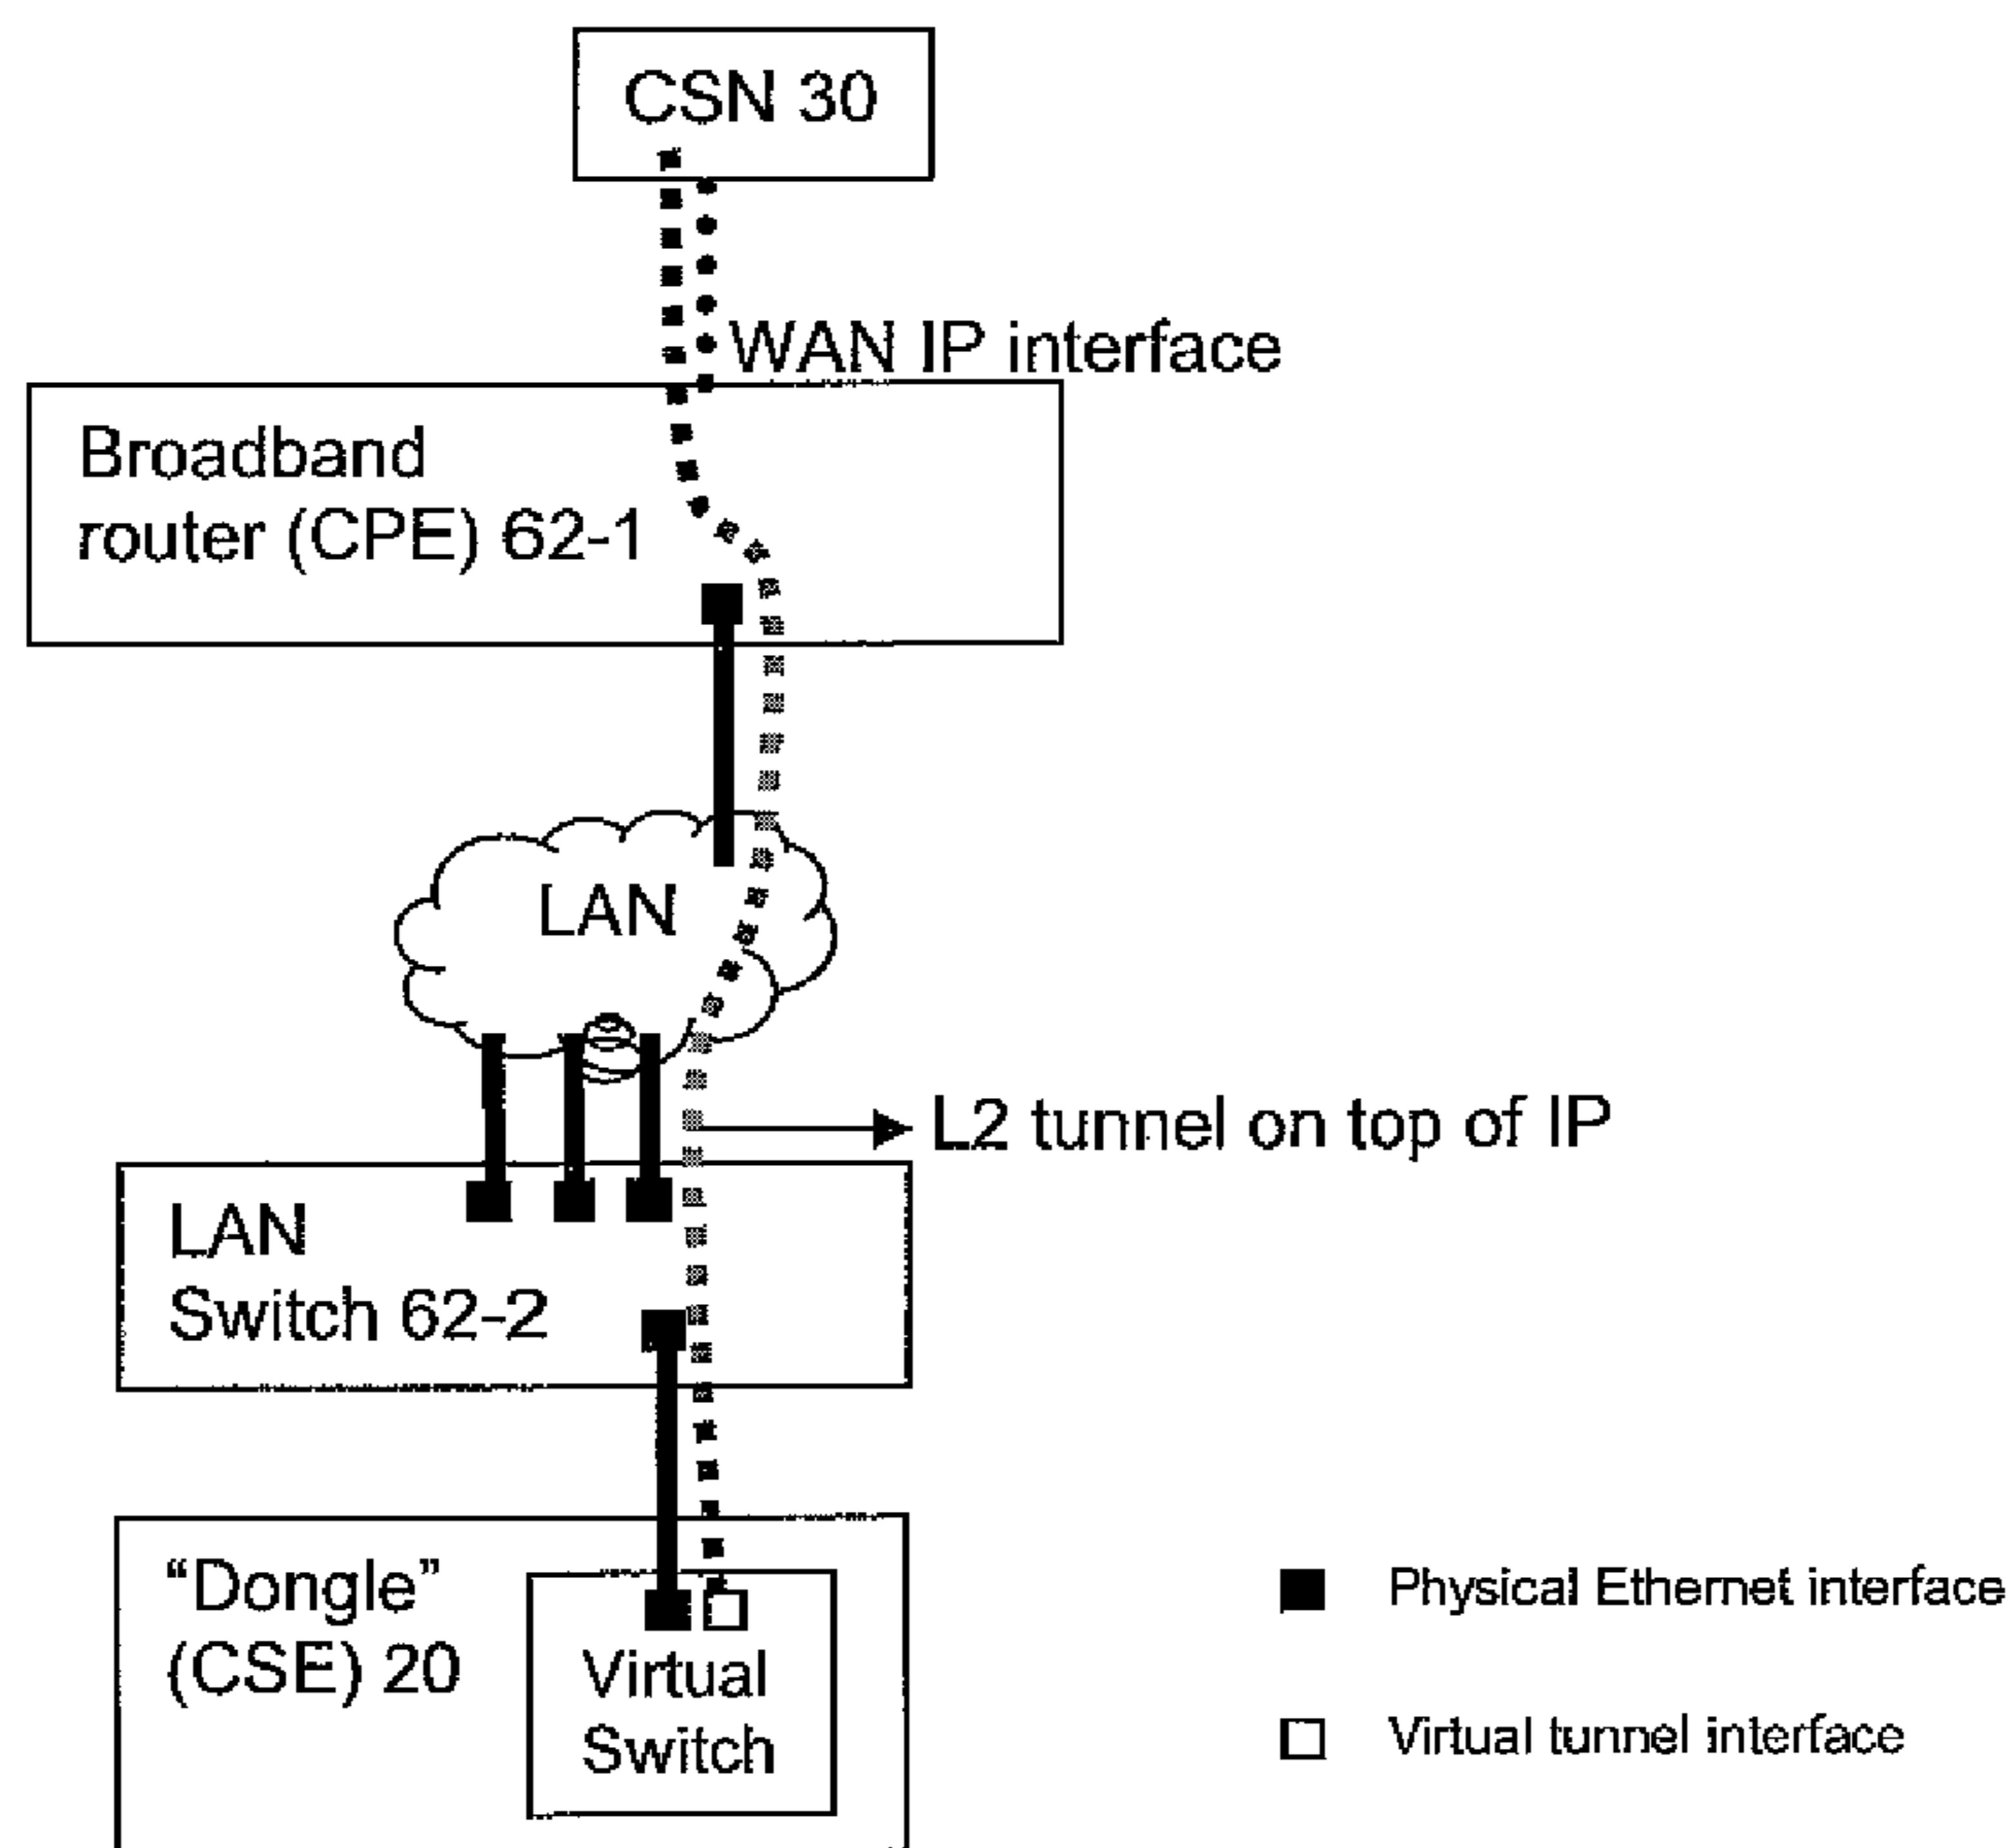 CSN 30
WAN IP interface
Broadband
router (CPE) 62-1
LAN
L2 tunnel on top of IP
LAN
Switch 62-2
“Dongle”
(CSE) 20
Virtual
Switch
Physical Ethernet interface
Virtual tunnel interface